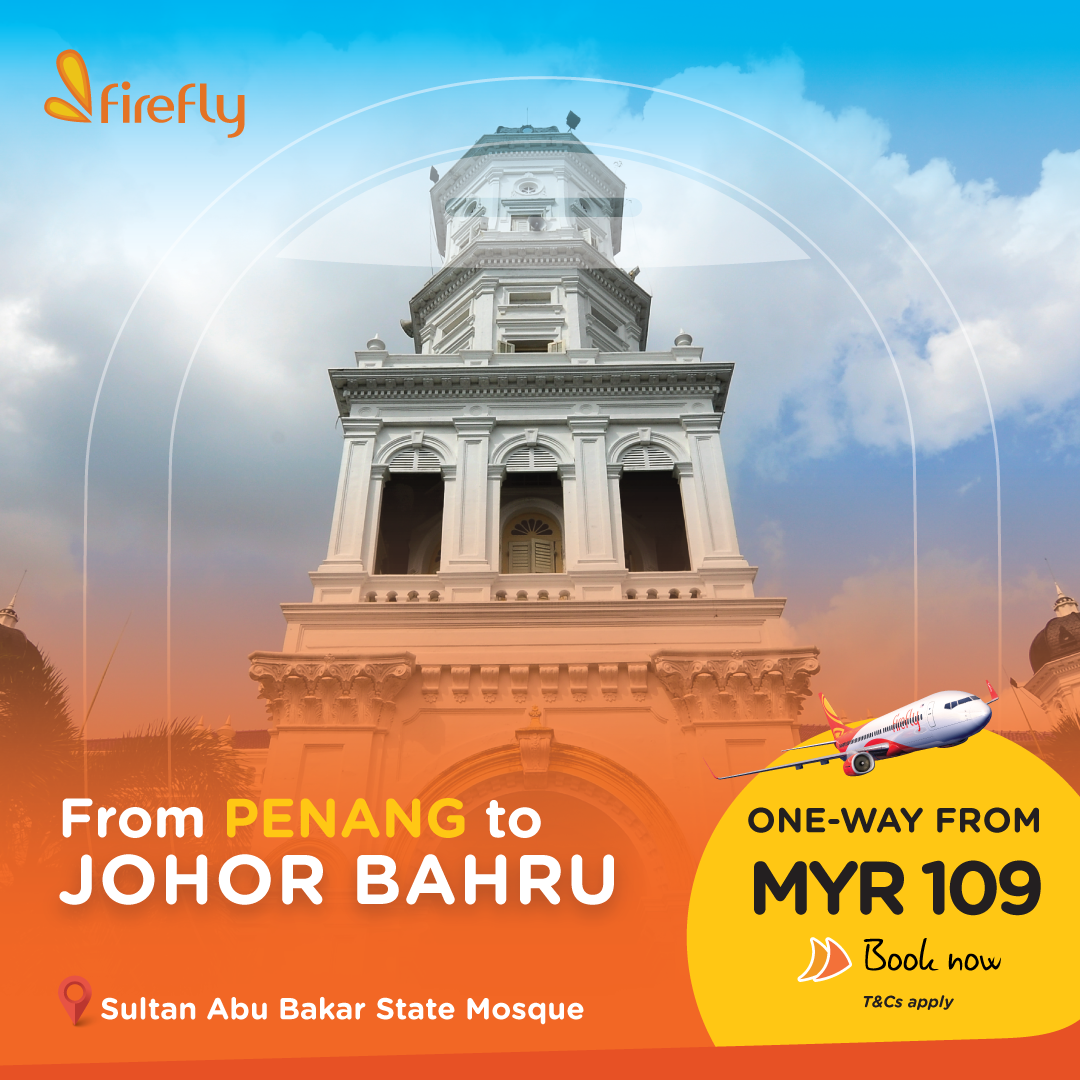 firefly
firefly
From PENANG to
JOHOR BAHRU
ONE-WAY FROM
MYR 109
Book now
T&Cs apply
Sultan Abu Bakar State Mosque